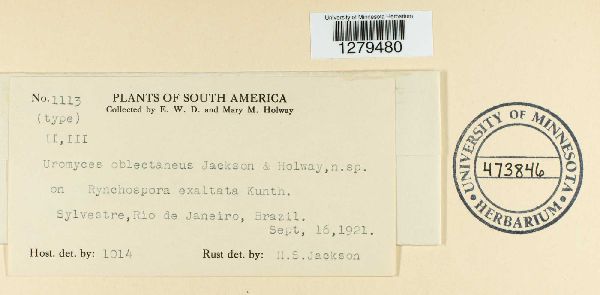 University of Minnesota Herbarium
1279480
No. 1113 PLANTS OF SOUTH AMERICA
Collected by E. W. D. and Mary M. Holway
(type)
II,III
Uromyces oblectaneus Jackson & Holway,n.sp.
on Rynchospora exaltata Kunth.
Sylvestre,Rio de Janeiro, Brazil.
Sept, 16,1921.
Host. det. by: 1014 Rust det. by: H.S.Jackson
UNIVERSITY OF MINNESOTA
473846
HERBARIUM